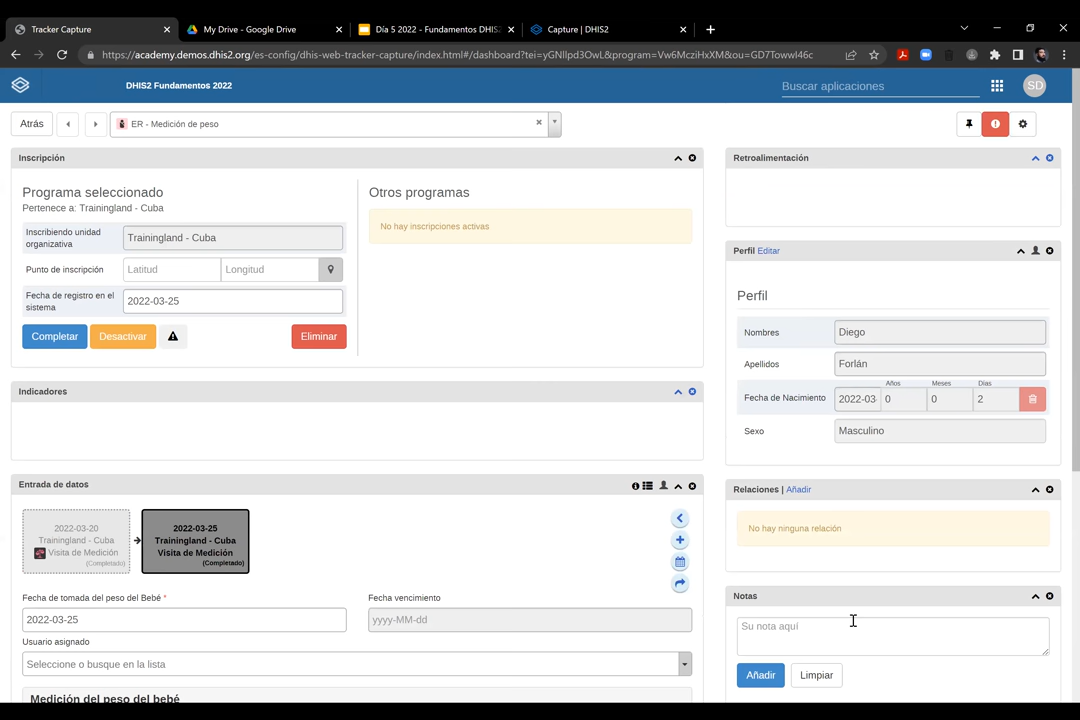 Tracker Capture
My Drive - Google Drive
Día 5 2022 - Fundamentos DHIS2
Capture | DHIS2
https://academy.demos.dhis2.org/es-config/dhis-web-tracker-capture/index.html#/dashboard?tei=yGNIlpd3OwL&program=Vw6McziHxXM&ou=GD7TowwI46c
DHIS2 Fundamentos 2022
Buscar aplicaciones
SD
Atrás
ER - Medición de peso
Inscripción
Programa seleccionado
Pertenece a: Trainingland - Cuba
Inscribiendo unidad
organizativa
Trainingland - Cuba
Punto de inscripción
Latitud
Longitud
Fecha de registro en el
sistema
2022-03-25
Completar
Desactivar
Eliminar
Otros programas
No hay inscripciones activas
Indicadores
Entrada de datos
2022-03-20
Trainingland - Cuba
Visita de Medición
(Completado)
2022-03-25
Trainingland - Cuba
Visita de Medición
(Completado)
Fecha de tomada del peso del Bebé *
2022-03-25
Fecha vencimiento
yyyy-MM-dd
Usuario asignado
Seleccione o busque en la lista
Medición del peso del bebé
Retroalimentación
Perfil Editar
Perfil
Nombres
Diego
Apellidos
Forlán
Años
Meses
Días
Fecha de Nacimiento
2022-03-
0
0
2
Sexo
Masculino
Relaciones | Añadir
No hay ninguna relación
Notas
Su nota aquí
Añadir
Limpiar